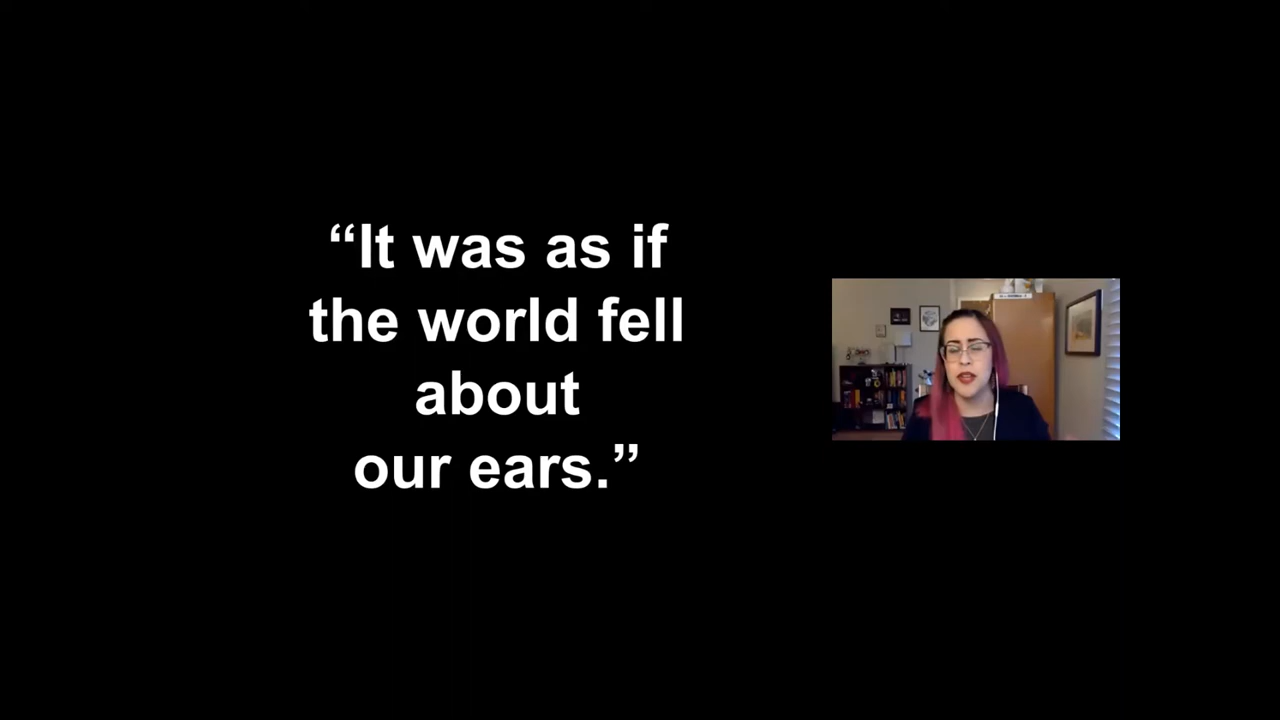 “It was as if
the world fell
about
our ears.”